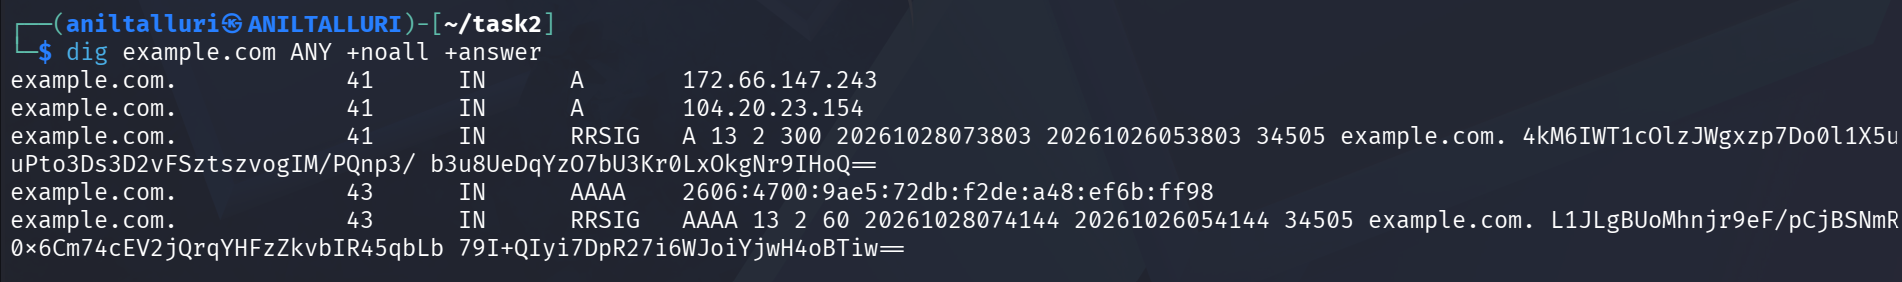 ┌──(aniltalluri㉿ANILTALLURI)-[~/task2]
└─$ dig example.com ANY +noall +answer
example.com.            41      IN      A       172.66.147.243
example.com.            41      IN      A       104.20.23.154
example.com.            41      IN      RRSIG   A 13 2 300 20261028073803 20261026053803 34505 example.com. 4kM6IWT1cOlzJWgxzp7Do0l1X5u
uPto3Ds3D2vFSztszvogIM/PQnp3/ b3u8UeDqYzO7bU3Kr0LxOkgNr9IHoQ==
example.com.            43      IN      AAAA    2606:4700:9ae5:72db:f2de:a48:ef6b:ff98
example.com.            43      IN      RRSIG   AAAA 13 2 60 20261028074144 20261026054144 34505 example.com. L1JLgBUoMhnjr9eF/pCjBSNmR
0x6Cm74cEV2jQrqYHFzZkvbIR45qbLb 79I+QIyi7DpR27i6WJoiYjwH4oBTiw==